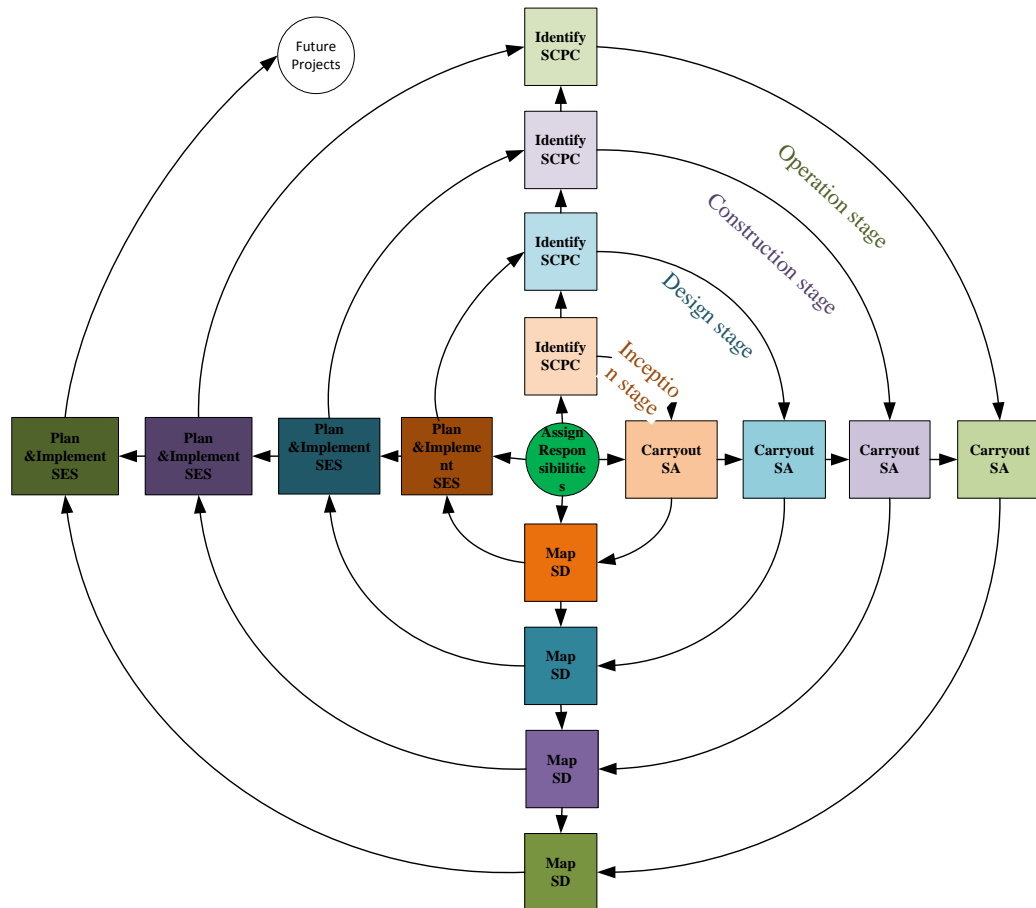 Future
Projects
Identify
SCPC
Identify
SCPC
Identify
SCPC
Identify
SCPC
Operation stage
Construction stage
Design stage
Inceptio
n stage
Plan
&Implement
SES
Plan
&Implement
SES
Plan
&Implement
SES
Plan
&Impleme
nt
SES
Assign
Respon
sibilitie
s
Carryout
SA
Carryout
SA
Carryout
SA
Carryout
SA
Map
SD
Map
SD
Map
SD
Map
SD